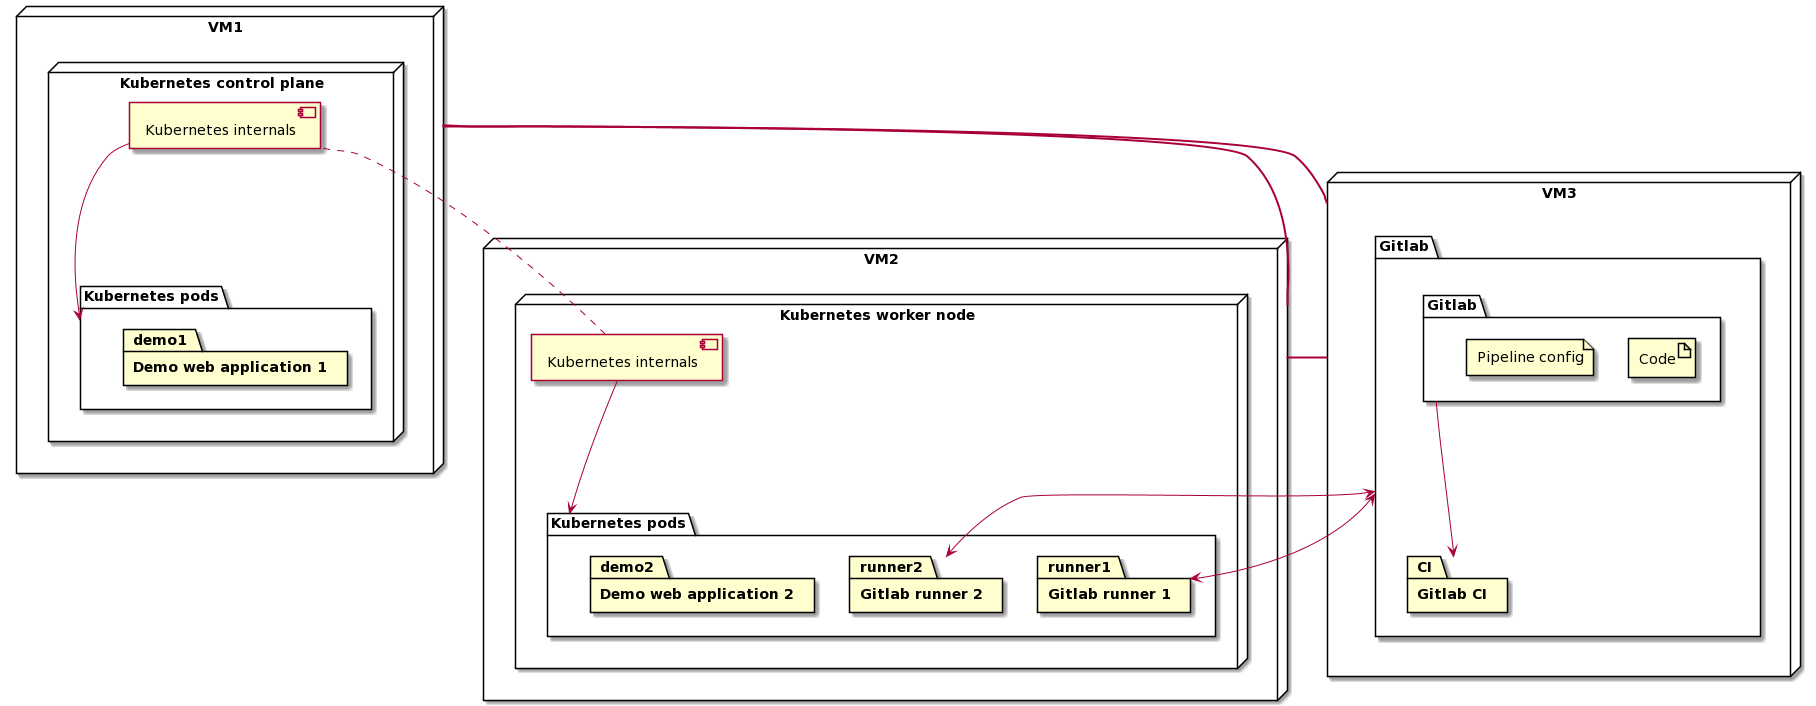 VM1
Kubernetes control plane
Kubernetes internals
Kubernetes pods
demo1
Demo web application 1
VM2
Kubernetes worker node
Kubernetes internals
Kubernetes pods
demo2
Demo web application 2
runner2
Gitlab runner 2
runner1
Gitlab runner 1
VM3
Gitlab
Gitlab
Pipeline config
Code
CI
Gitlab CI